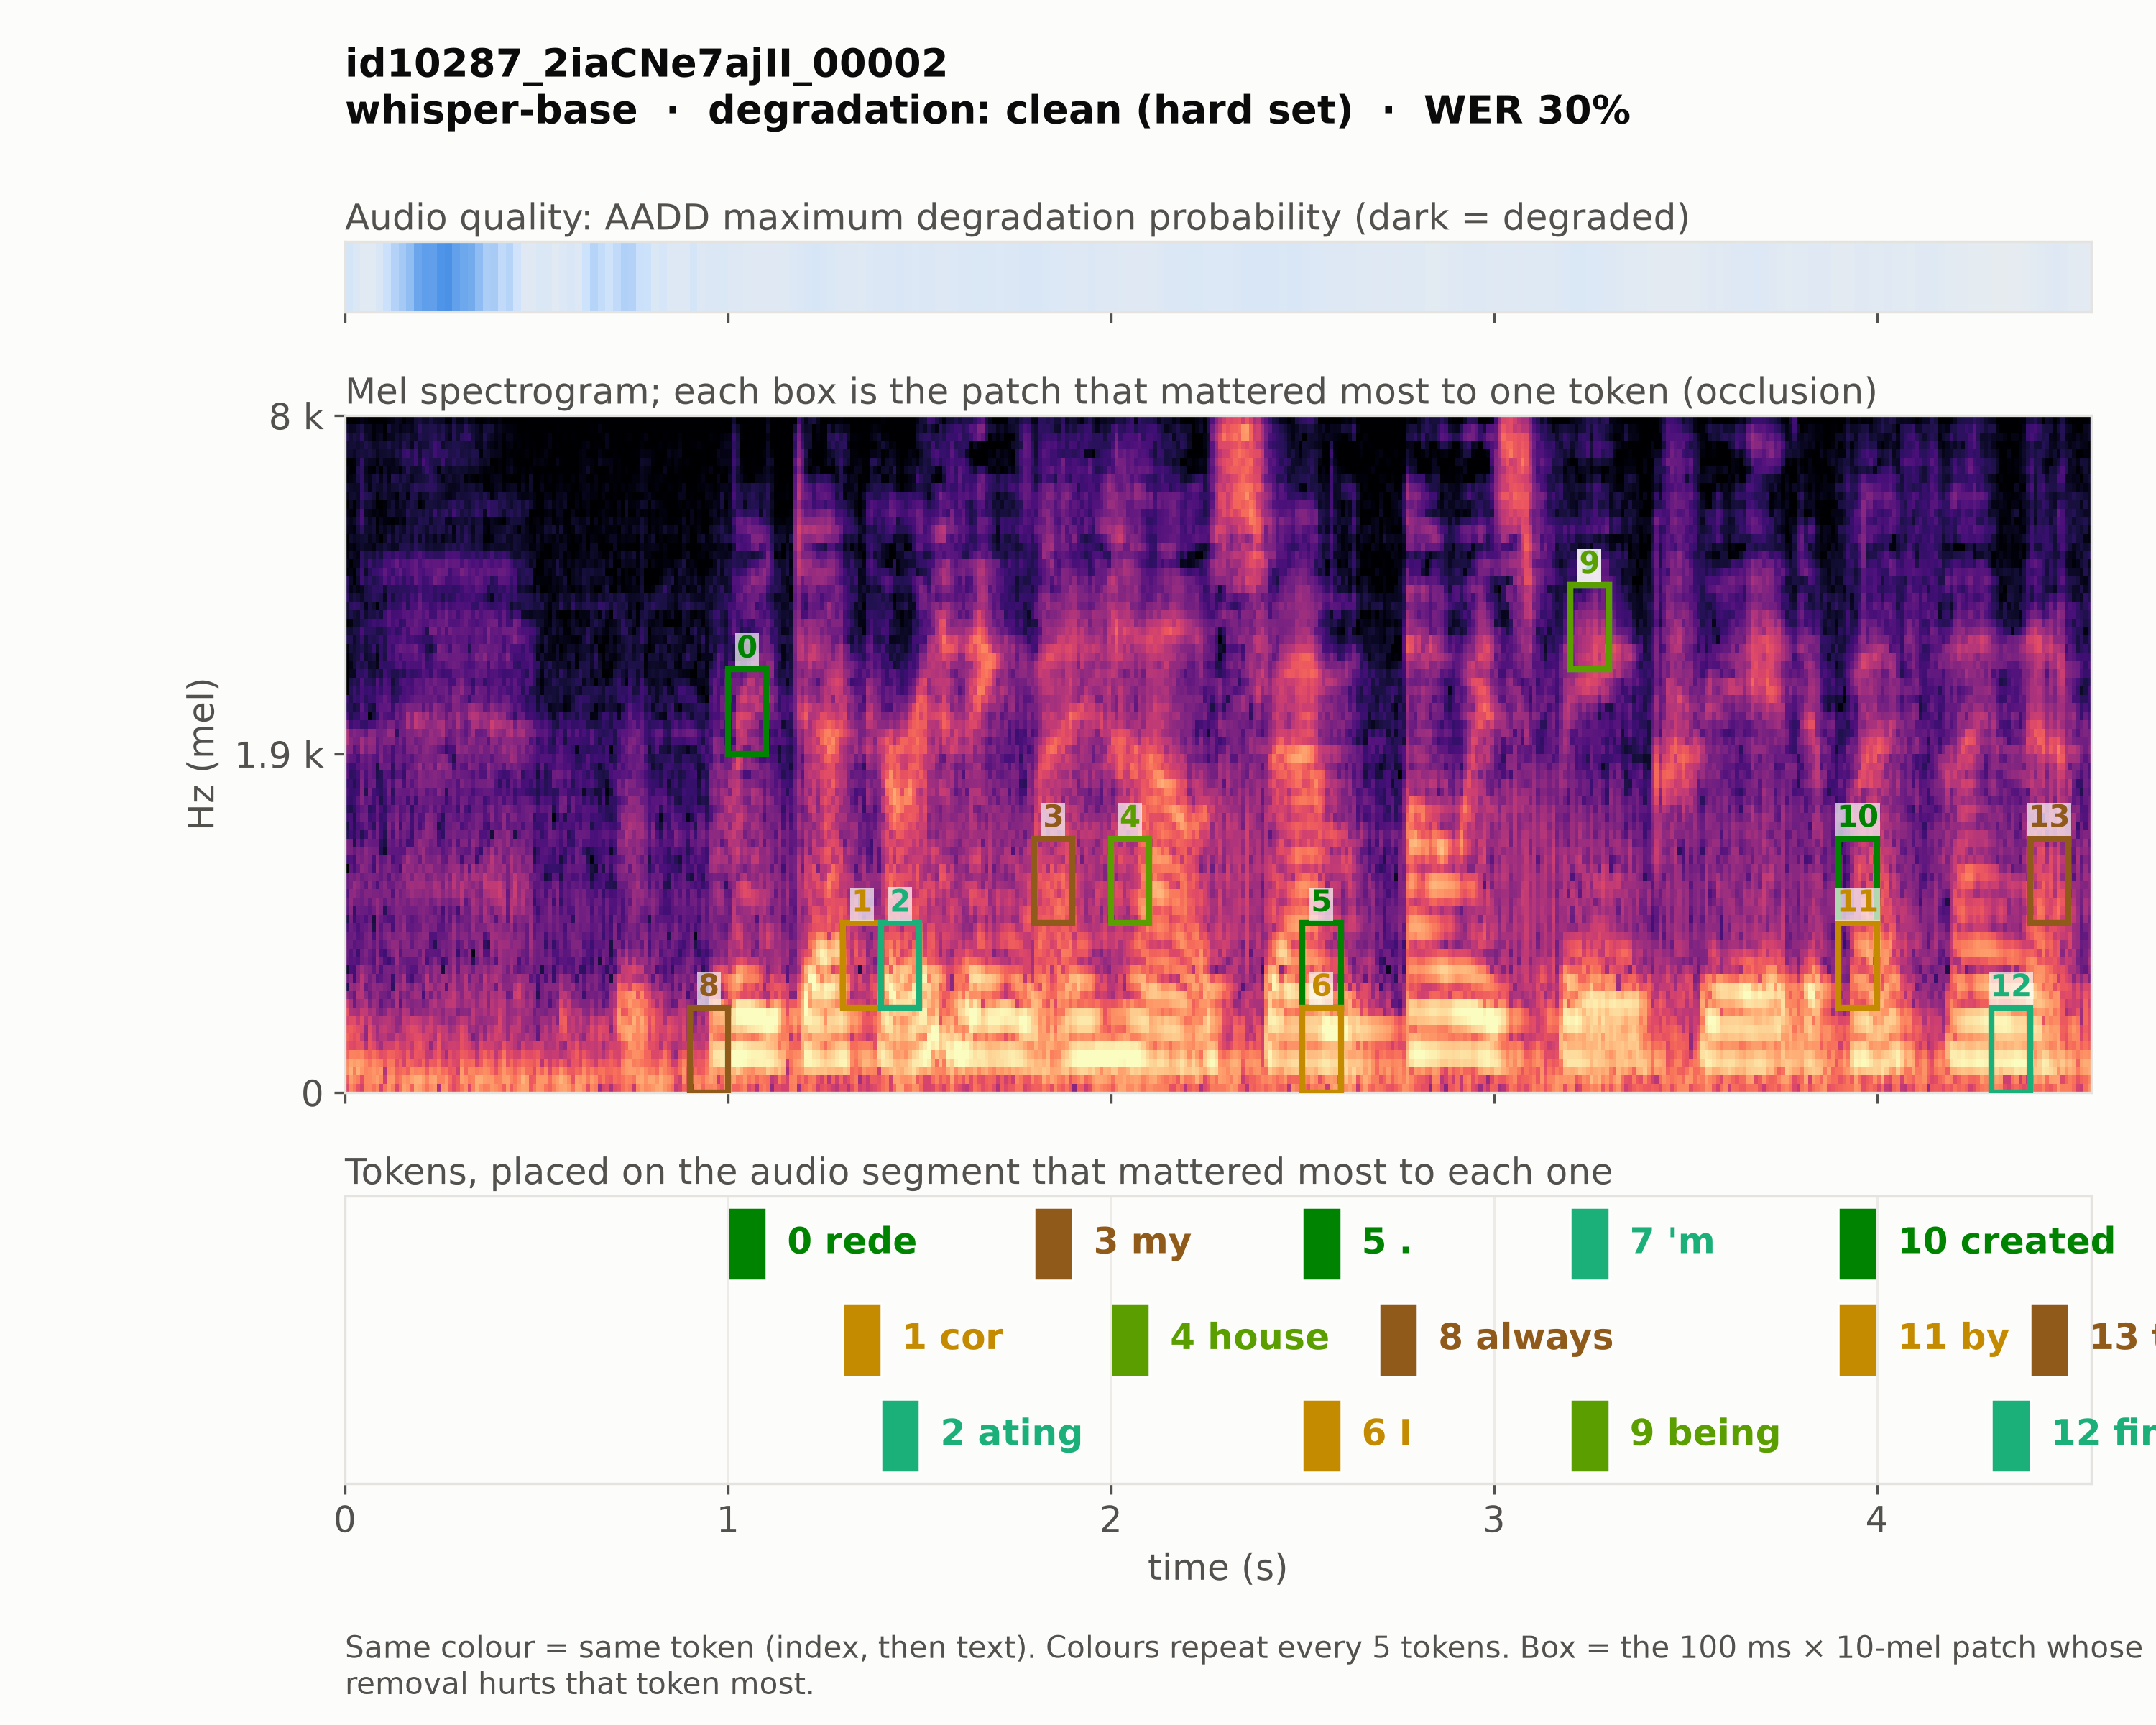 id10287_2iaCNe7ajII_00002
whisper-base · degradation: clean (hard set) · WER 30%
Audio quality: AADD maximum degradation probability (dark = degraded)
Mel spectrogram; each box is the patch that mattered most to one token (occlusion)
8 k
1.9 k
0
Hz (mel)
9
0
3
4
10
13
1
2
5
11
8
6
12
Tokens, placed on the audio segment that mattered most to each one
0 rede
3 my
5 .
7 'm
10 created
1 cor
4 house
8 always
11 by
13
2 ating
6 I
9 being
12
0
1
2
3
4
time (s)
Same colour = same token (index, then text). Colours repeat every 5 tokens. Box = the 100 ms × 10-mel patch whose
removal hurts that token most.